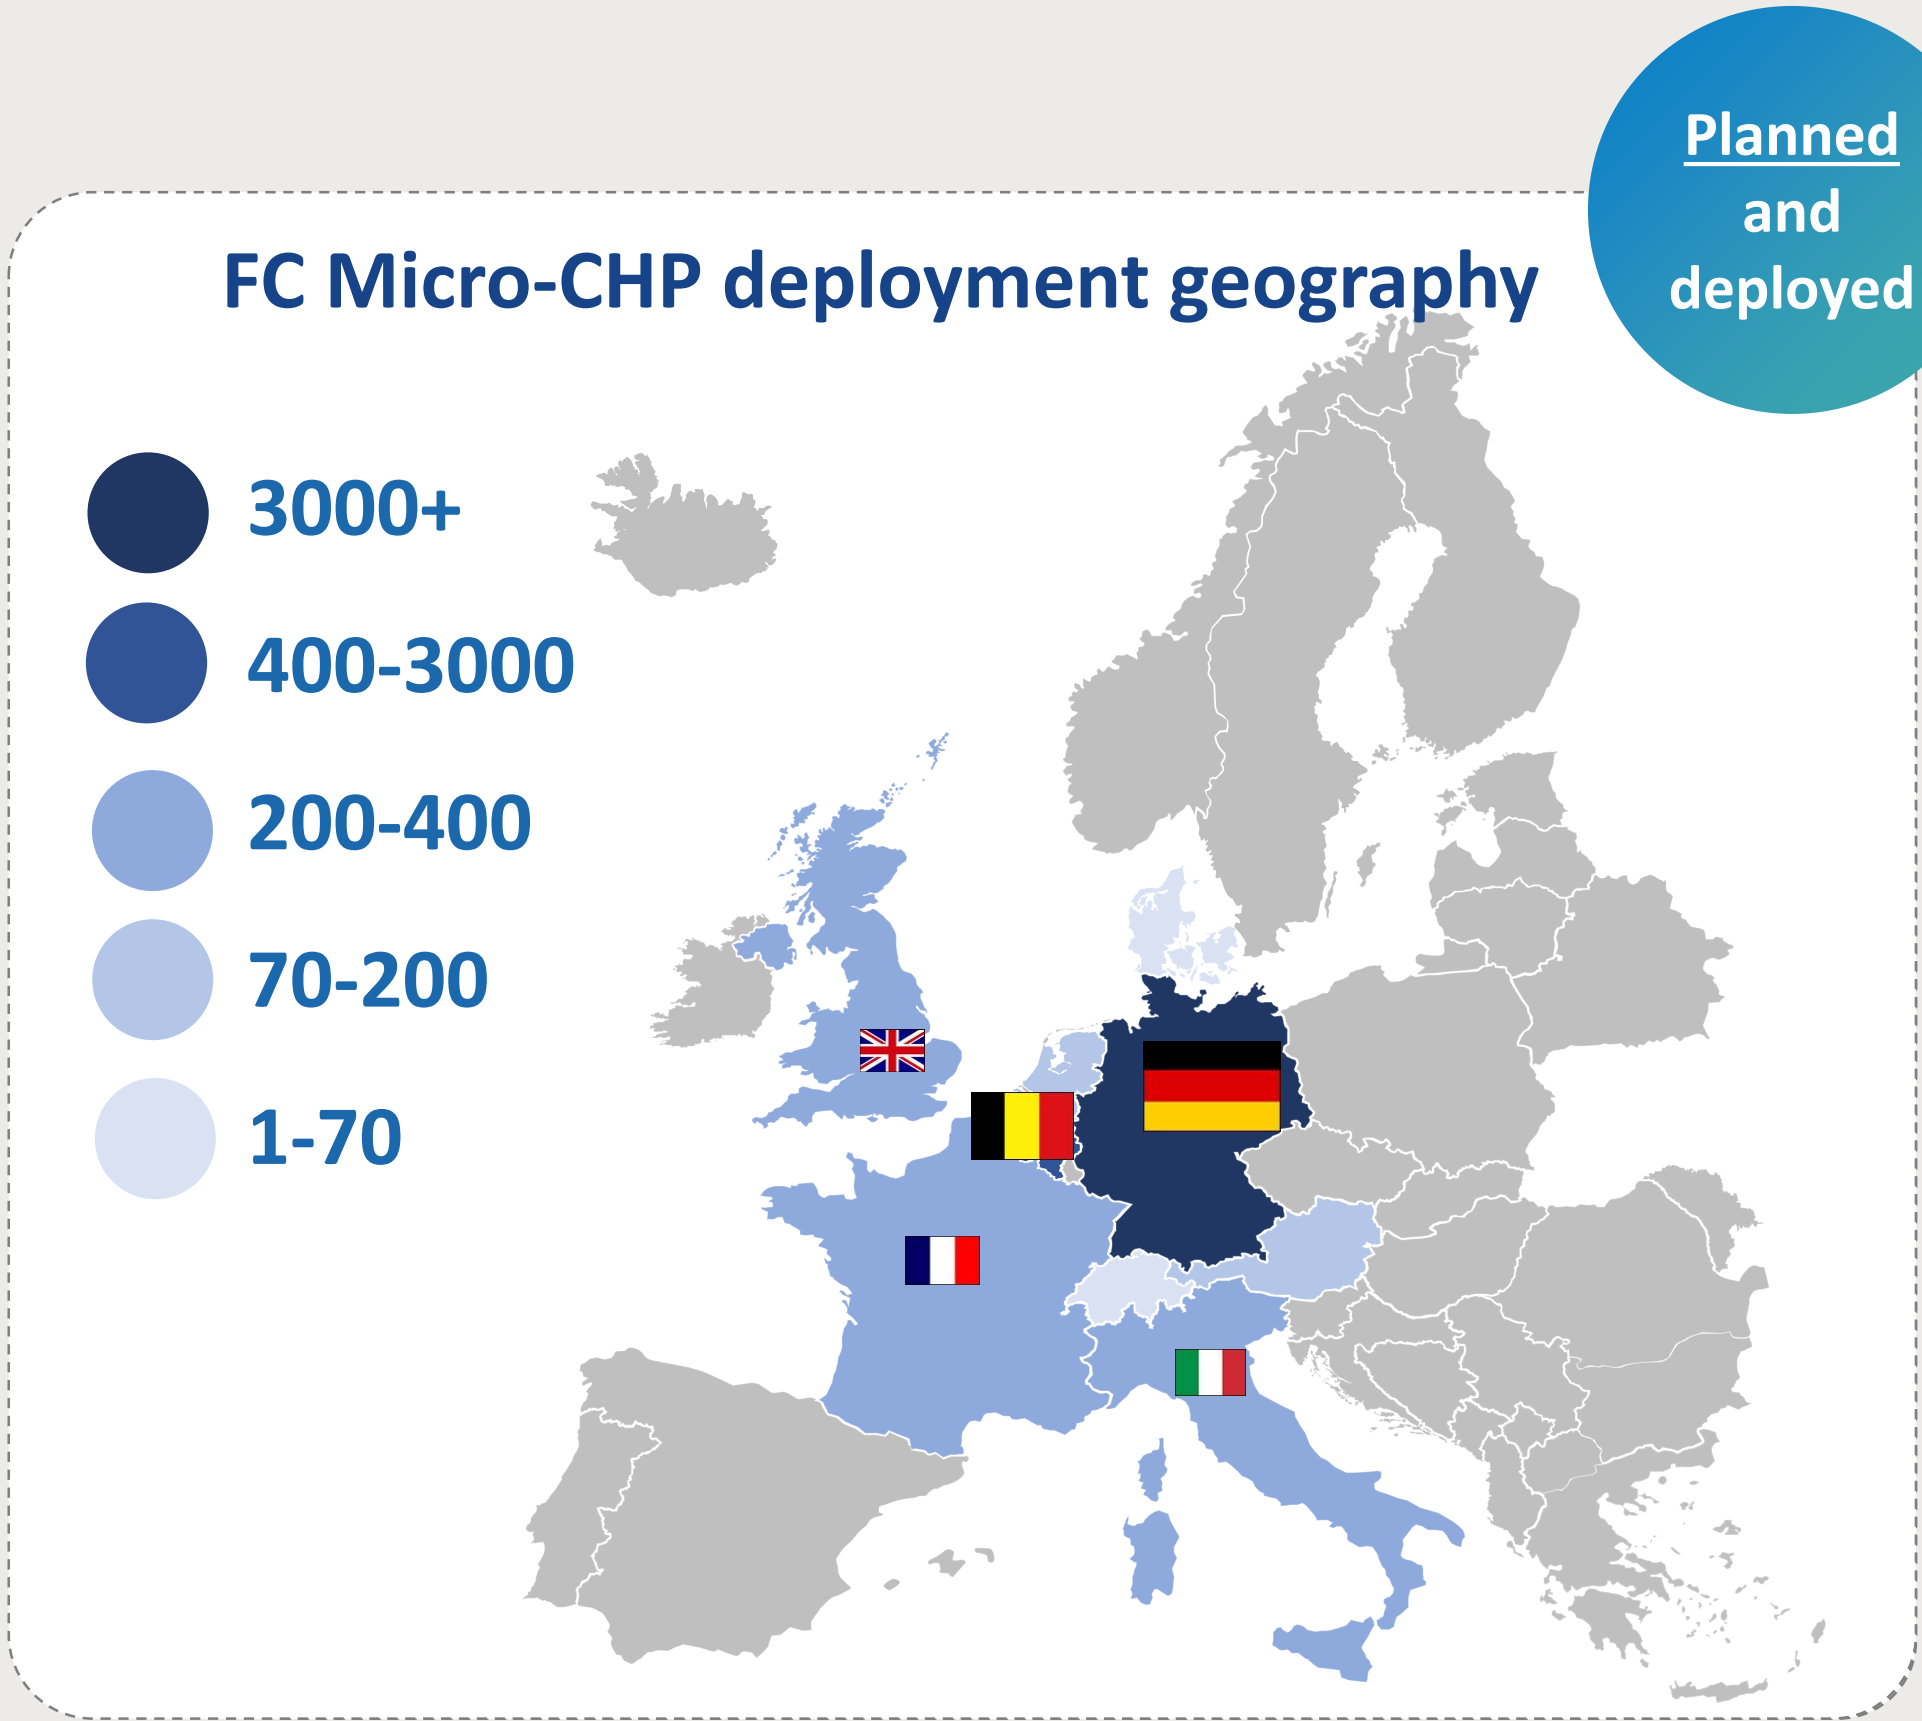 Planned
and
deployed
FC Micro-CHP deployment geography
3000+
400-3000
200-400
70-200
1-70